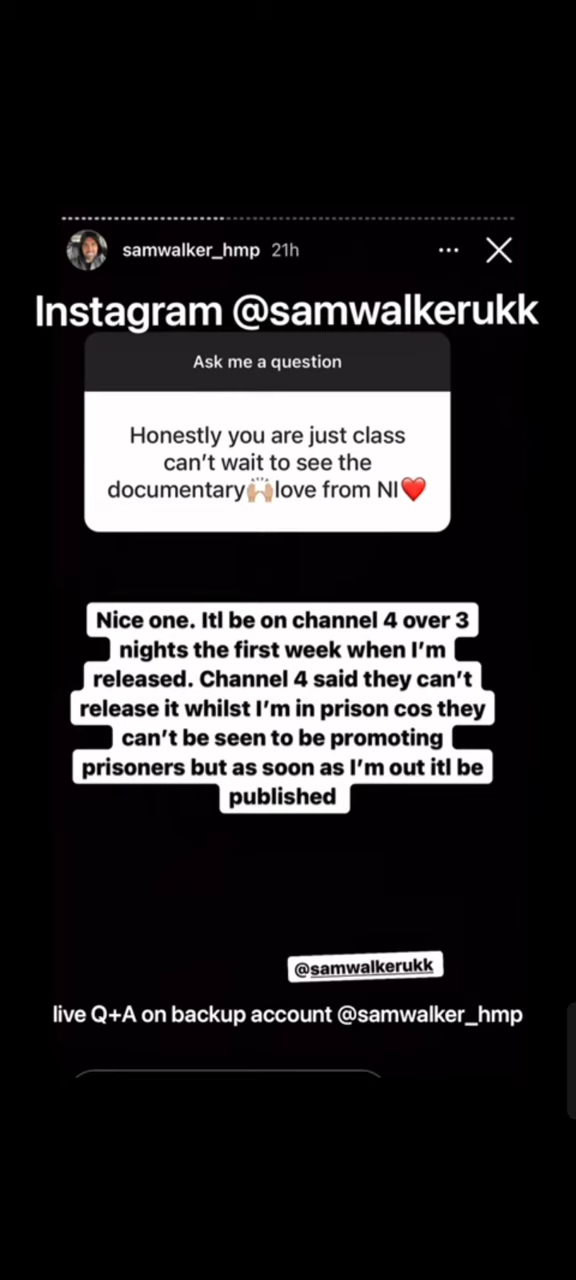 samwalker_hmp 21h
Instagram @samwalkerukk
Ask me a question
Honestly you are just class
can't wait to see the
documentary🙌🏼love from NI❤️
Nice one. Itl be on channel 4 over 3
nights the first week when I'm
released. Channel 4 said they can't
release it whilst I'm in prison cos they
can't be seen to be promoting
prisoners but as soon as I'm out itl be
published
@samwalkerukk
live Q+A on backup account @samwalker_hmp